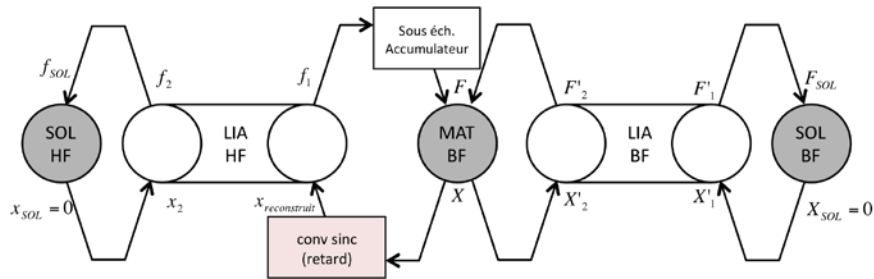 Sous éch.
Accumulateur
f_SOL
f_2
f_1
F
F'_2
F'_1
F_SOL
SOL
HF
LIA
HF
MAT
BF
LIA
BF
SOL
BF
x_SOL = 0
x_2
x_reconstruit
X
X'_2
X'_1
X_SOL = 0
conv sinc
(retard)